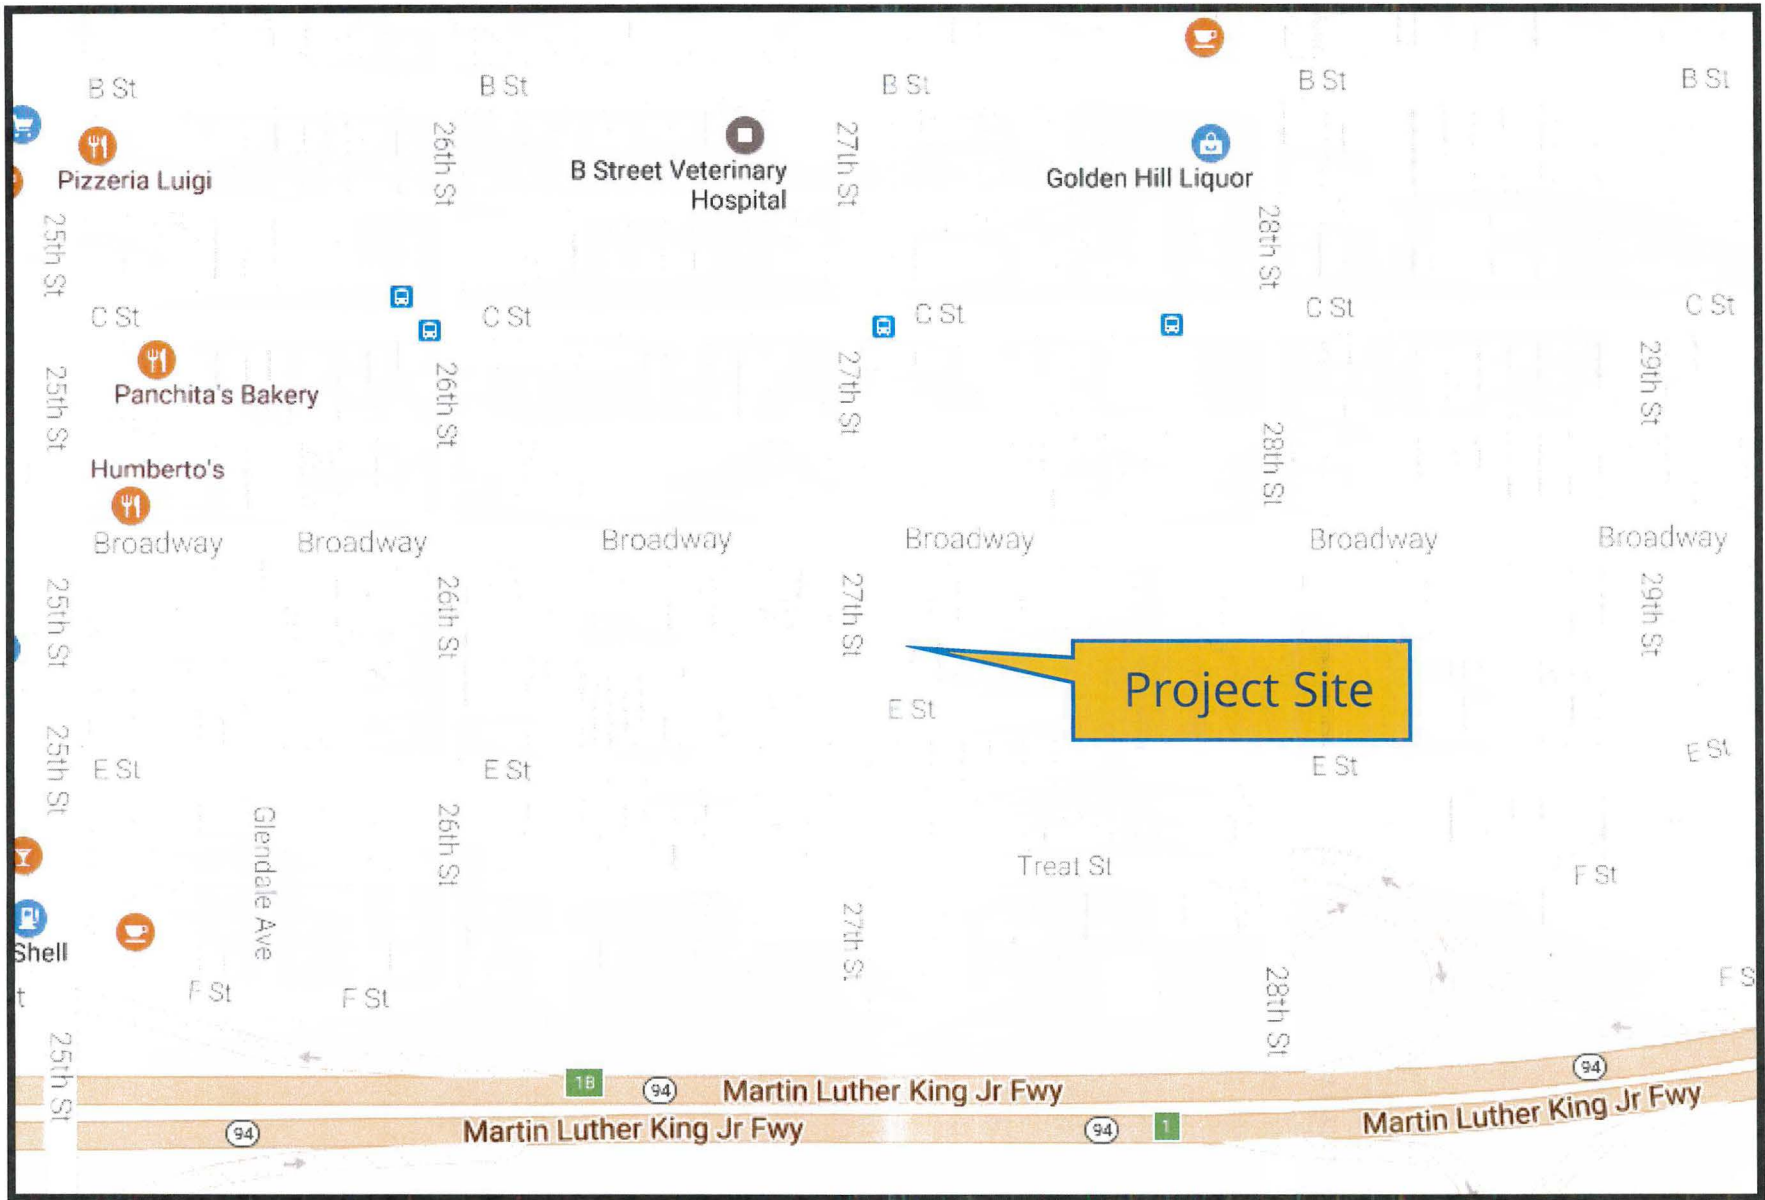 B St
B St
B St
B St
B St
Pizzeria Luigi
26th St
B Street Veterinary
Hospital
27th St
Golden Hill Liquor
25th St
28th St
C St
C St
C St
C St
C St
25th St
Panchita's Bakery
26th St
27th St
28th St
29th St
Humberto's
Broadway
Broadway
Broadway
Broadway
Broadway
Broadway
25th St
26th St
27th St
29th St
Project Site
E St
25th St
E St
E St
E St
E St
Glendale Ave
26th St
Treat St
F St
Shell
27th St
t
F St
F St
28th St
F S
25th St
1B
94
Martin Luther King Jr Fwy
94
94
Martin Luther King Jr Fwy
94
1
Martin Luther King Jr Fwy